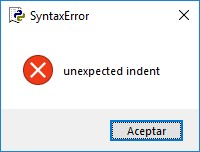 SyntaxError
unexpected indent
Aceptar